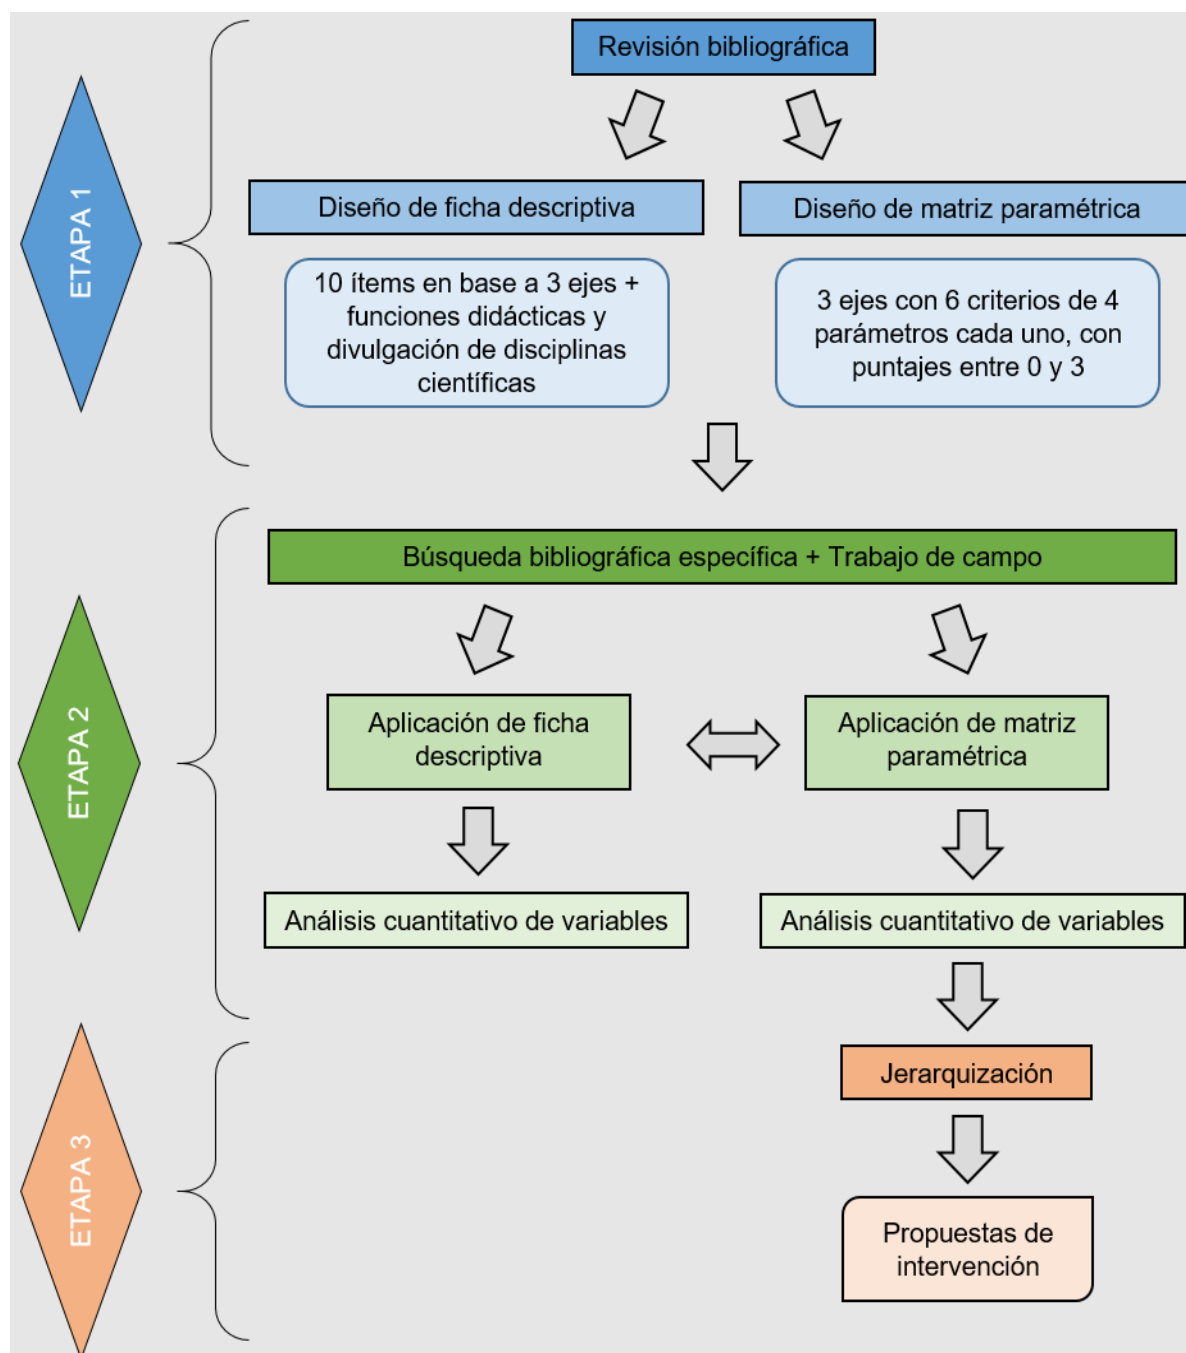 ETAPA 1
Revisión bibliográfica
Diseño de ficha descriptiva
Diseño de matriz paramétrica
10 ítems en base a 3 ejes +
funciones didácticas y
divulgación de disciplinas
científicas
3 ejes con 6 criterios de 4
parámetros cada uno, con
puntajes entre 0 y 3
ETAPA 2
Búsqueda bibliográfica específica + Trabajo de campo
Aplicación de ficha
descriptiva
Aplicación de matriz
paramétrica
Análisis cuantitativo de variables
Análisis cuantitativo de variables
ETAPA 3
Jerarquización
Propuestas de
intervención